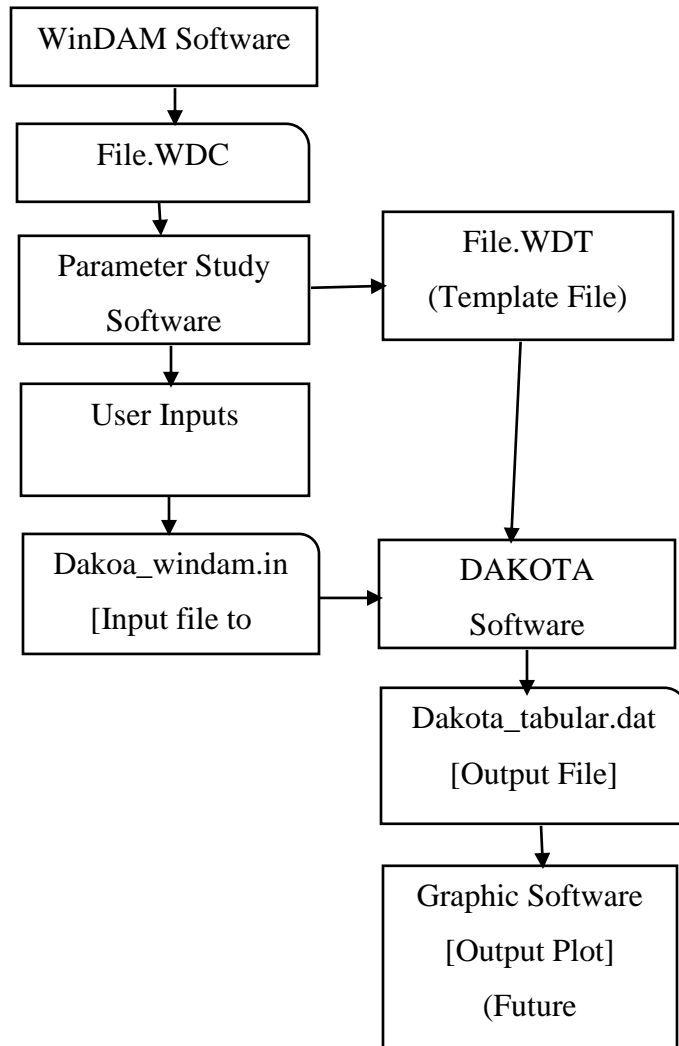 WinDAM Software
File.WDC
Parameter Study
Software
File.WDT
(Template File)
User Inputs
Dakoa_windam.in
[Input file to
DAKOTA
Software
Dakota_tabular.dat
[Output File]
Graphic Software
[Output Plot]
(Future